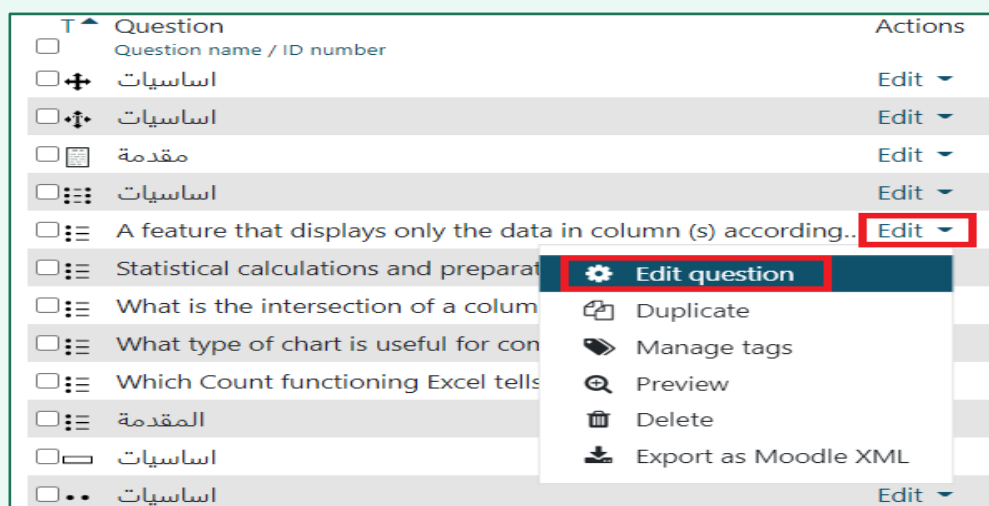 T Question Actions
Question name / ID number
اساسيات Edit
اساسيات Edit
مقدمة Edit
اساسيات Edit
A feature that displays only the data in column (s) according.. Edit
Statistical calculations and preparat
Edit question
What is the intersection of a colum
Duplicate
What type of chart is useful for con
Manage tags
Which Count functioning Excel tells
Preview
المقدمة
Delete
اساسيات
Export as Moodle XML
اساسيات Edit